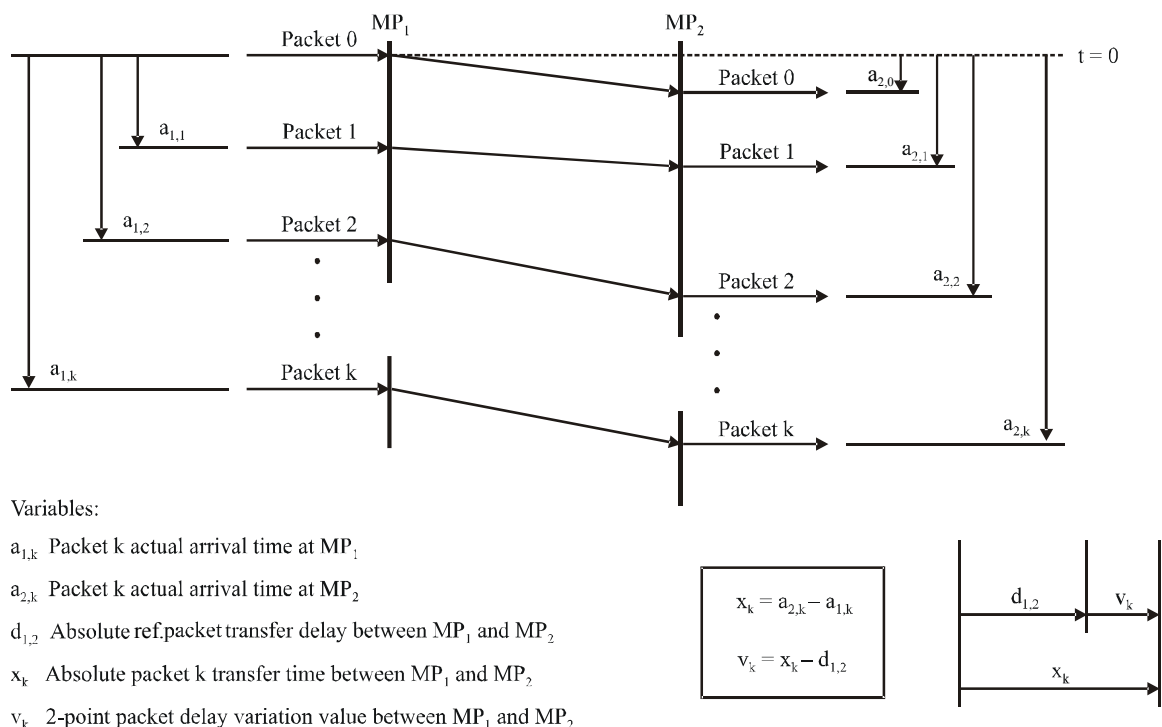 MP₁ MP₂
Packet 0 t = 0
Packet 0 a₂,₀
a₁,₁ Packet 1
Packet 1 a₂,₁
a₁,₂ Packet 2
Packet 2 a₂,₂
a₁,k Packet k
Packet k a₂,k
Variables:
a₁,k Packet k actual arrival time at MP₁
a₂,k Packet k actual arrival time at MP₂
d₁,₂ Absolute ref.packet transfer delay between MP₁ and MP₂
xk Absolute packet k transfer time between MP₁ and MP₂
vk 2-point packet delay variation value between MP₁ and MP₂
xk = a₂,k – a₁,k
vk = xk – d₁,₂
d₁,₂ vk
xk